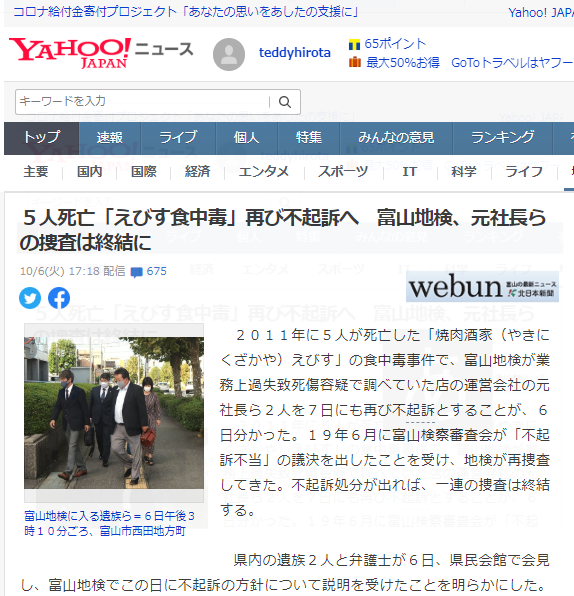 コロナ給付金寄付プロジェクト「あなたの思いをあしたの支援に」
Yahoo! JAPA
YAHOO! JAPAN ニュース
teddyhirota
65ポイント
最大50%お得 GoToトラベルはヤフー
キーワードを入力
トップ 速報 ライブ 個人 特集 みんなの意見 ランキング
主要 国内 国際 経済 エンタメ スポーツ IT 科学 ライフ
５人死亡「えびす食中毒」再び不起訴へ 富山地検、元社長ら
の捜査は終結に
10/6(火) 17:18 配信 675
webun 富山の最新ニュース
北日本新聞
２０１１年に５人が死亡した「焼肉酒家（やきに
くざかや）えびす」の食中毒事件で、富山地検が業
務上過失致死傷容疑で調べていた店の運営会社の元
社長ら２人を７日にも再び不起訴とすることが、６
日分かった。１９年６月に富山検察審査会が「不起
訴不当」の議決を出したことを受け、地検が再捜査
してきた。不起訴処分が出れば、一連の捜査は終結
する。
富山地検に入る遺族ら＝６日午後３
時１０分ごろ、富山市西田地方町
県内の遺族２人と弁護士が６日、県民会館で会見
し、富山地検でこの日に不起訴の方針について説明を受けたことを明らかにした。